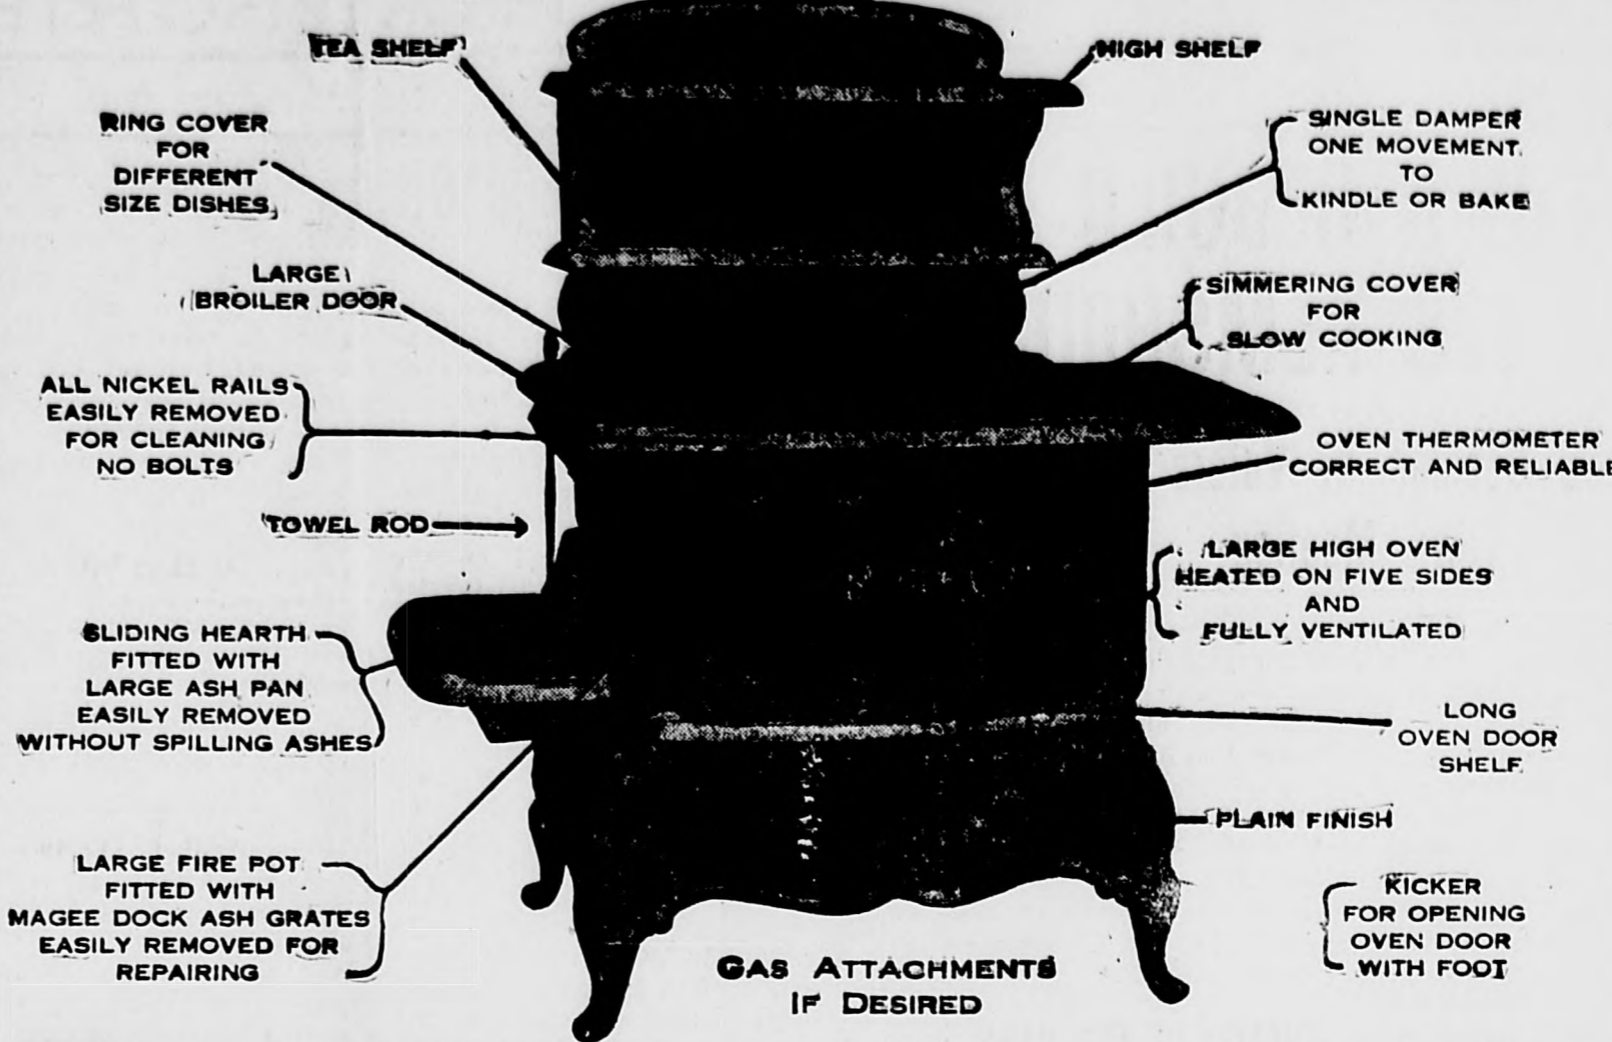 TEA SHELF
HIGH SHELF
RING COVER
FOR
DIFFERENT
SIZE DISHES
SINGLE DAMPER
ONE MOVEMENT
TO
KINDLE OR BAKE
LARGE
BROILER DOOR
SIMMERING COVER
FOR
SLOW COOKING
ALL NICKEL RAILS
EASILY REMOVED
FOR CLEANING
NO BOLTS
OVEN THERMOMETER
CORRECT AND RELIABLE
TOWEL ROD
LARGE HIGH OVEN
HEATED ON FIVE SIDES
AND
FULLY VENTILATED
SLIDING HEARTH
FITTED WITH
LARGE ASH PAN
EASILY REMOVED
WITHOUT SPILLING ASHES
LONG
OVEN DOOR
SHELF
PLAIN FINISH
LARGE FIRE POT
FITTED WITH
MAGEE DOCK ASH GRATES
EASILY REMOVED FOR
REPAIRING
KICKER
FOR OPENING
OVEN DOOR
WITH FOOT
GAS ATTACHMENTS
IF DESIRED